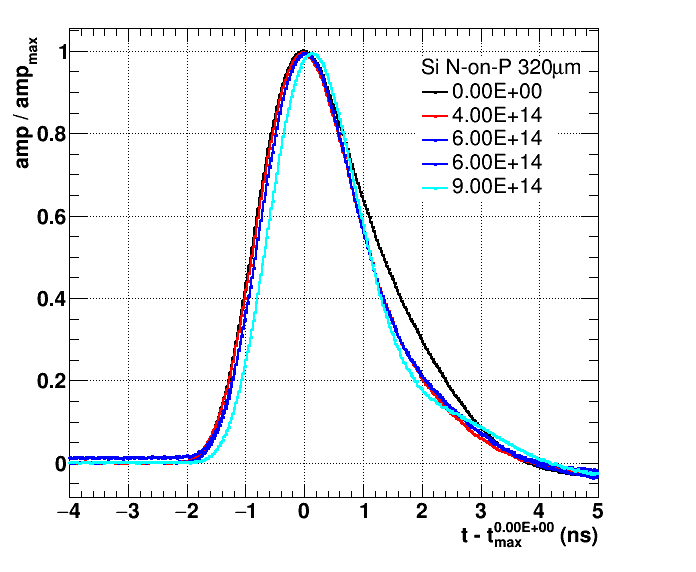 amp / amp_max
1
0.8
0.6
0.4
0.2
0
Si N-on-P 320μm
0.00E+00
4.00E+14
6.00E+14
6.00E+14
9.00E+14
−4 −3 −2 −1 0 1 2 3 4 5
t - t_max^0.00E+00 (ns)